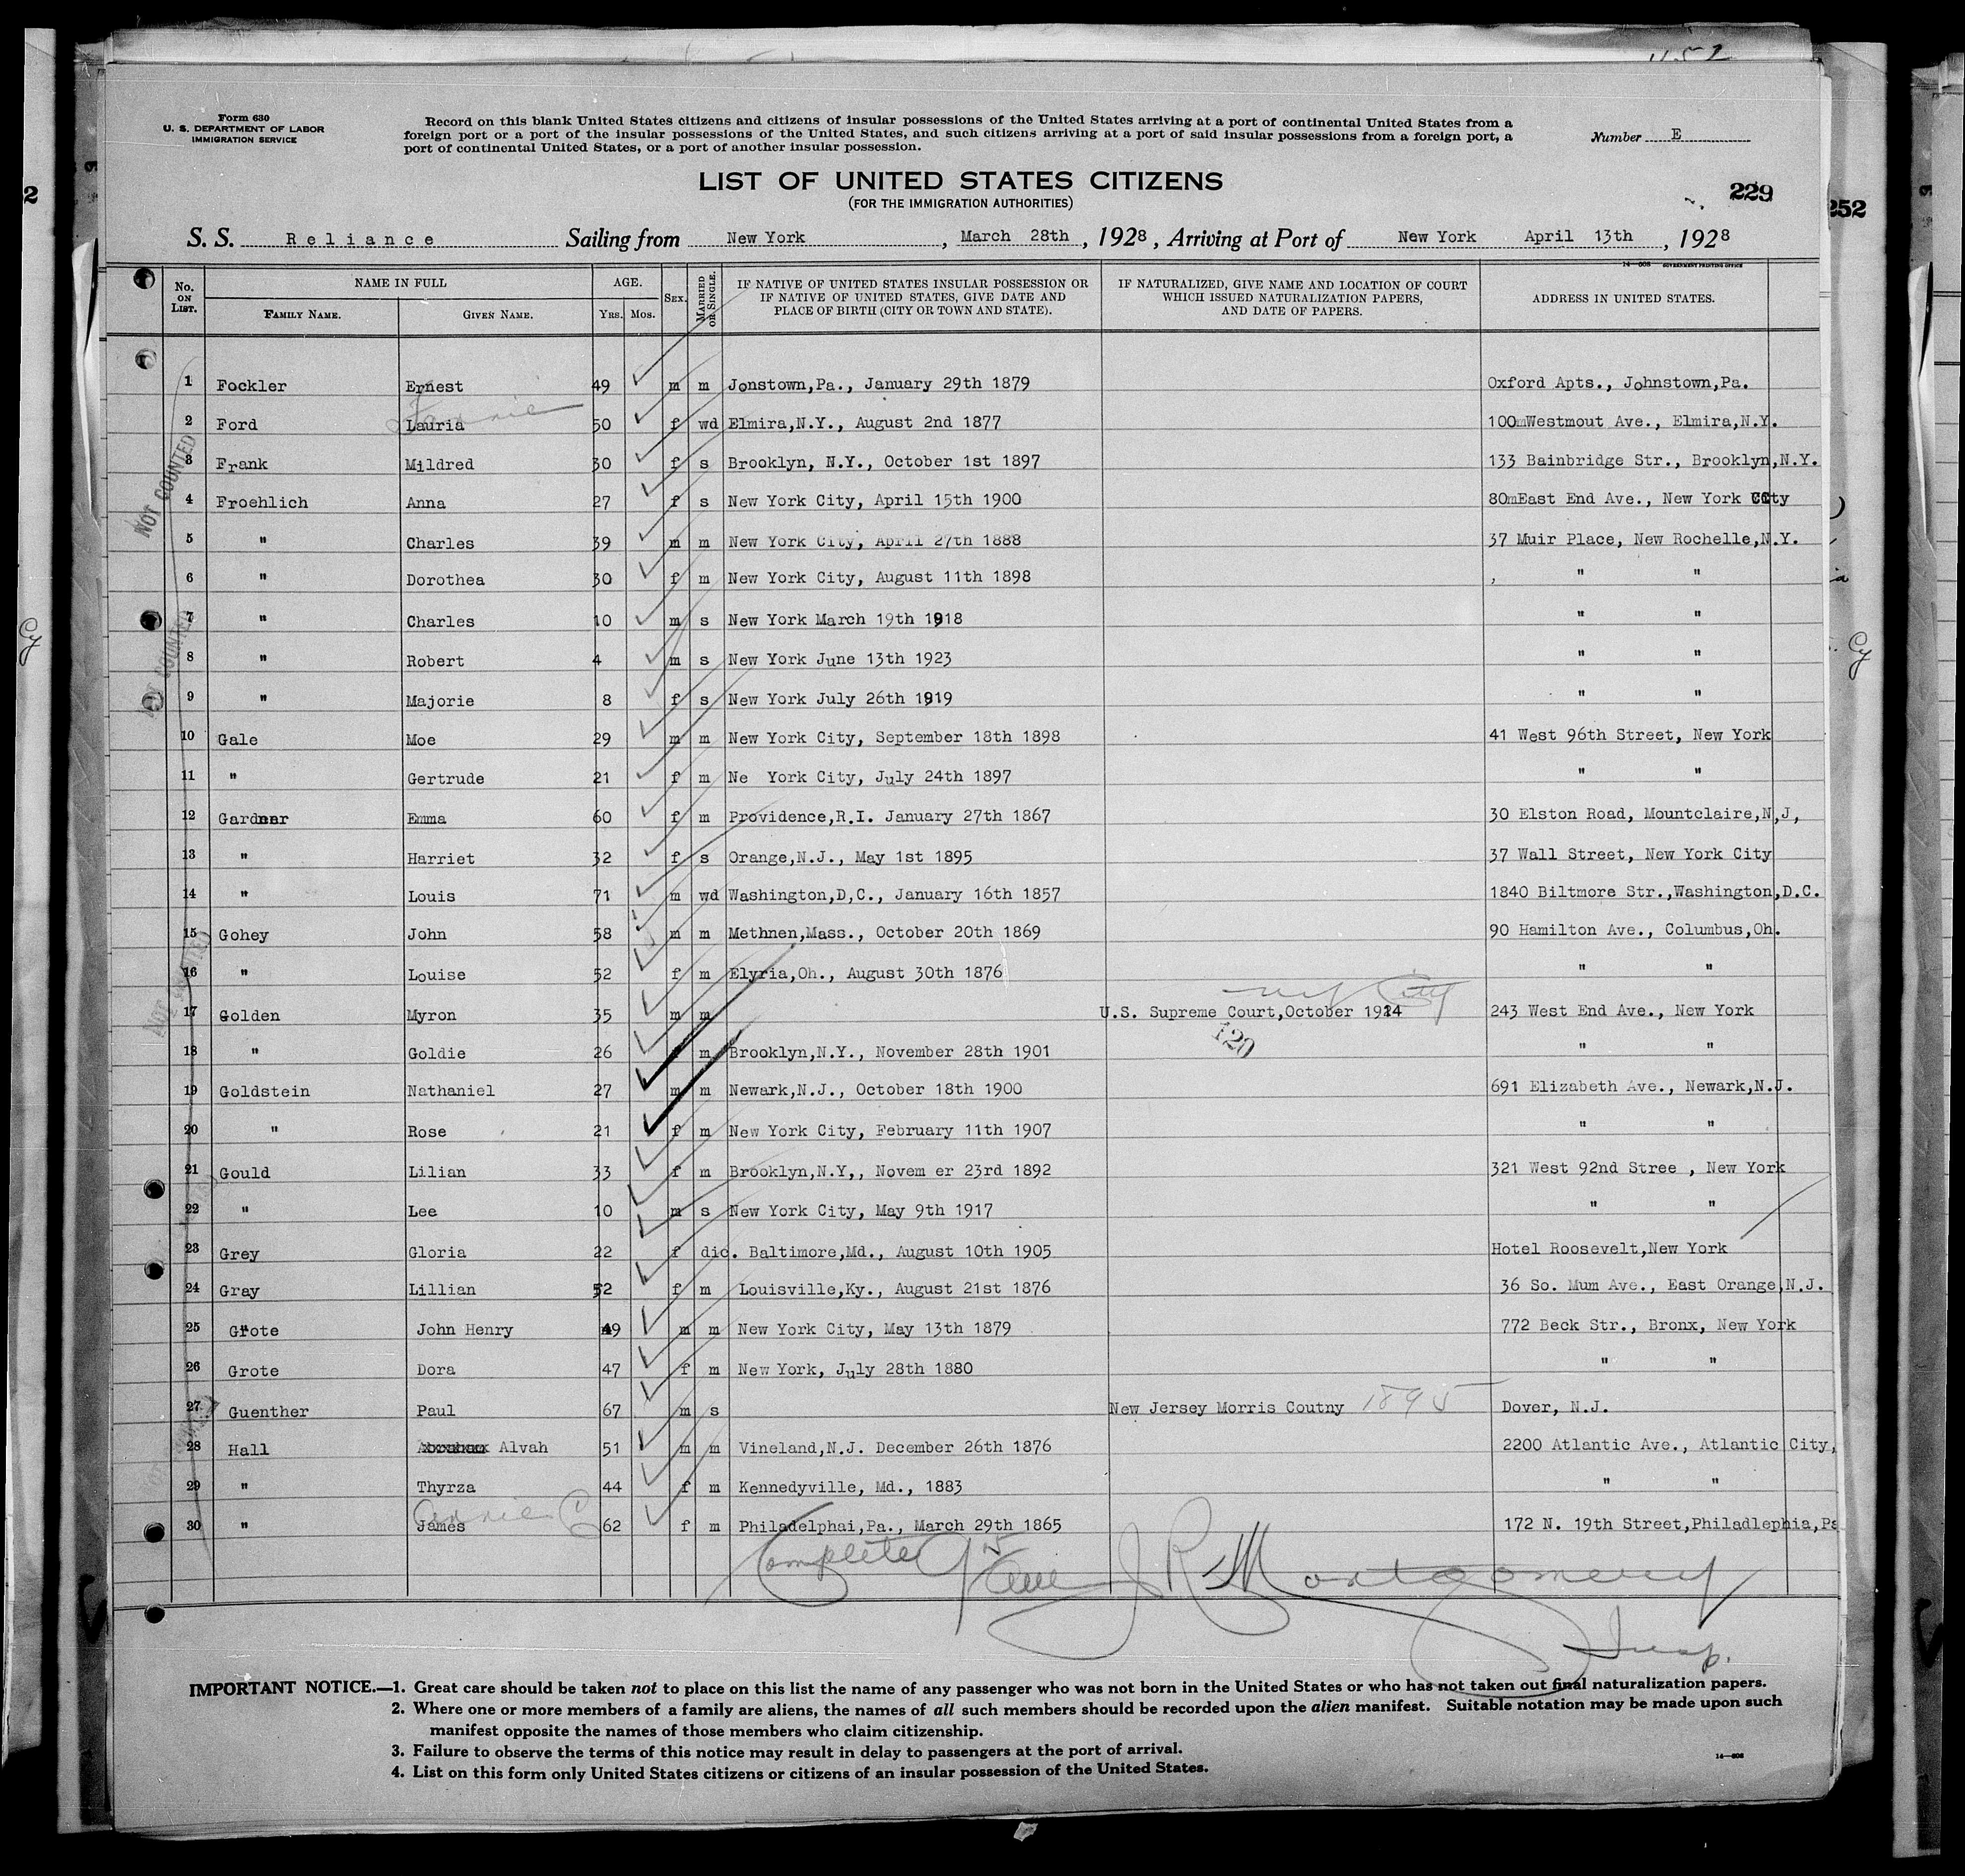 Form 630
U. S. DEPARTMENT OF LABOR
IMMIGRATION SERVICE
Record on this blank United States citizens and citizens of insular possessions of the United States arriving at a port of continental United States from a
foreign port or a port of the insular possessions of the United States, and such citizens arriving at a port of said insular possessions from a foreign port, a
port of continental United States, or a port of another insular possession.
Number E
LIST OF UNITED STATES CITIZENS
(FOR THE IMMIGRATION AUTHORITIES)
229
252
S. S. Reliance Sailing from New York, March 28th, 1928, Arriving at Port of New York April 13th, 1928
14—608 GOVERNMENT PRINTING OFFICE
No. ON LIST. NAME IN FULL FAMILY NAME. GIVEN NAME. AGE. YRS. MOS. SEX. MARRIED OR SINGLE. IF NATIVE OF UNITED STATES INSULAR POSSESSION OR IF NATIVE OF UNITED STATES, GIVE DATE AND PLACE OF BIRTH (CITY OR TOWN AND STATE). IF NATURALIZED, GIVE NAME AND LOCATION OF COURT WHICH ISSUED NATURALIZATION PAPERS, AND DATE OF PAPERS. ADDRESS IN UNITED STATES.
1 Fockler Ernest 49 m m Jonstown,Pa., January 29th 1879 Oxford Apts., Johnstown,Pa.
2 Ford Lauria 50 f wd Elmira,N.Y., August 2nd 1877 100mWestmout Ave., Elmira,N.Y.
3 Frank Mildred 30 f s Brooklyn, N.Y., October 1st 1897 133 Bainbridge Str., Brooklyn,N.Y.
4 Froehlich Anna 27 f s New York City, April 15th 1900 80mEast End Ave., New York City
5 " Charles 39 m m New York City, April 27th 1888 37 Muir Place, New Rochelle,N.Y.
6 " Dorothea 30 f m New York City, August 11th 1898 , " "
7 " Charles 10 m s New York March 19th 1918 " "
8 " Robert 4 m s New York June 13th 1923 " "
9 " Majorie 8 f s New York July 26th 1919 " "
10 Gale Moe 29 m m New York City, September 18th 1898 41 West 96th Street, New York
11 " Gertrude 21 f m Ne York City, July 24th 1897 " "
12 Gardner Emma 60 f m Providence,R.I. January 27th 1867 30 Elston Road, Mountclaire,N,J,
13 " Harriet 32 f s Orange,N.J., May 1st 1895 37 Wall Street, New York City
14 " Louis 71 m wd Washington,D,C., January 16th 1857 1840 Biltmore Str.,Washington,D.C.
15 Gohey John 58 m m Methnen,Mass., October 20th 1869 90 Hamilton Ave., Columbus,Oh.
16 " Louise 52 f m Elyria,Oh., August 30th 1876 " "
17 Golden Myron 35 m m U.S. Supreme Court,October 1924 243 West End Ave., New York
City
120
18 " Goldie 26 m Brooklyn,N.Y., November 28th 1901 " "
19 Goldstein Nathaniel 27 m m Newark,N.J., October 18th 1900 691 Elizabeth Ave., Newark,N.J.
20 " Rose 21 f m New York City, February 11th 1907 " "
21 Gould Lilian 33 f m Brooklyn,N.Y,, Novem er 23rd 1892 321 West 92nd Stree , New York
22 " Lee 10 m s New York City, May 9th 1917 " "
23 Grey Gloria 22 f dic. Baltimore,Md., August 10th 1905 Hotel Roosevelt,New York
24 Gray Lillian 52 f m Louisville,Ky., August 21st 1876 36 So. Mum Ave., East Orange,N.J.
25 Grote John Henry 49 m m New York City, May 13th 1879 772 Beck Str., Bronx, New York
26 Grote Dora 47 f m New York, July 28th 1880 " "
27 Guenther Paul 67 m s New Jersey Morris Coutny 1895 Dover, N.J.
28 Hall Alvah 51 m m Vineland,N.J. December 26th 1876 2200 Atlantic Ave., Atlantic City,
29 " Thyrza 44 f m Kennedyville, Md., 1883 " "
30 " James 62 f m Philadelphai,Pa., March 29th 1865 172 N. 19th Street,Philadlephia,Pa
NOT COUNTED
NOT COUNTED
NOT COUNTED
Complete J R Montgomery
Insp.
IMPORTANT NOTICE.—1. Great care should be taken not to place on this list the name of any passenger who was not born in the United States or who has not taken out final naturalization papers.
2. Where one or more members of a family are aliens, the names of all such members should be recorded upon the alien manifest. Suitable notation may be made upon such
manifest opposite the names of those members who claim citizenship.
3. Failure to observe the terms of this notice may result in delay to passengers at the port of arrival.
4. List on this form only United States citizens or citizens of an insular possession of the United States.
14—608